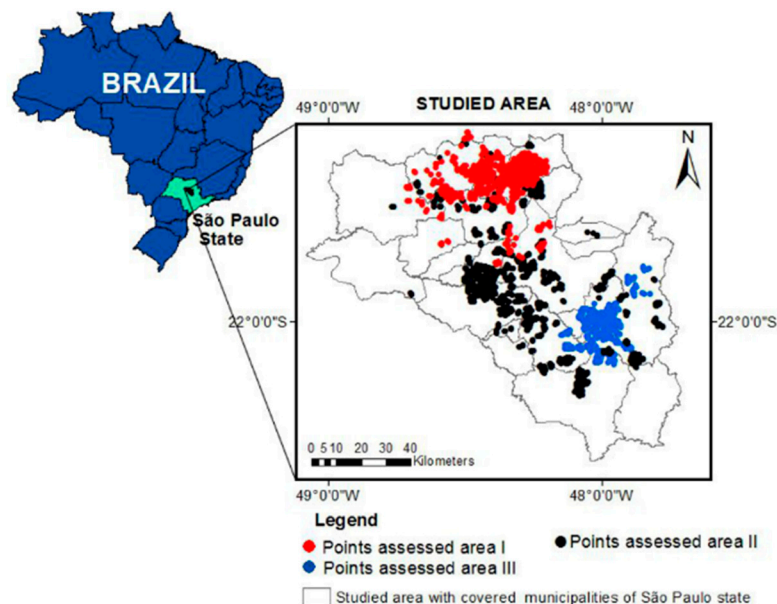 BRAZIL
São Paulo
State
STUDIED AREA
49°0'0"W
48°0'0"W
N
22°0'0"S
22°0'0"S
0 5 10 20 30 40
Kilometers
49°0'0"W
48°0'0"W
Legend
Points assessed area I
Points assessed area II
Points assessed area III
Studied area with covered municipalities of São Paulo state